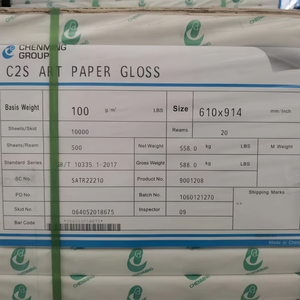 CHENMING
GROUP
C2S ART PAPER GLOSS
Basis Weight 100 g/m² LBS Size 610x914 mm/inch
Sheets/Skid 10000 Reams 20
Sheets/Ream 500 Net Weight 558.0 kg LBS M Weight
Standard Series GB/T 10335.1-2017 Gross Weight 588.0 kg LBS
SC No. SATR22210 Product No. 9001208
PO No. Batch No 1060121270 Shipping Marks
Skid No 064052018675 Inspector 09
Bar Code